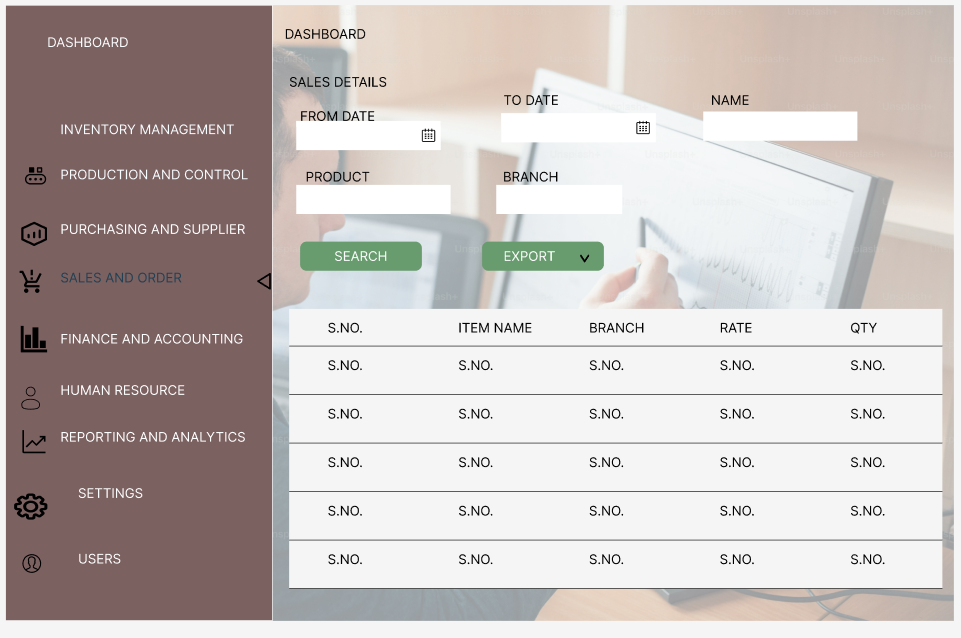 DASHBOARD
INVENTORY MANAGEMENT
PRODUCTION AND CONTROL
PURCHASING AND SUPPLIER
SALES AND ORDER
FINANCE AND ACCOUNTING
HUMAN RESOURCE
REPORTING AND ANALYTICS
SETTINGS
USERS
DASHBOARD
SALES DETAILS
FROM DATE
TO DATE
NAME
PRODUCT
BRANCH
SEARCH
EXPORT
S.NO. ITEM NAME BRANCH RATE QTY
S.NO. S.NO. S.NO. S.NO. S.NO.
S.NO. S.NO. S.NO. S.NO. S.NO.
S.NO. S.NO. S.NO. S.NO. S.NO.
S.NO. S.NO. S.NO. S.NO. S.NO.
S.NO. S.NO. S.NO. S.NO. S.NO.